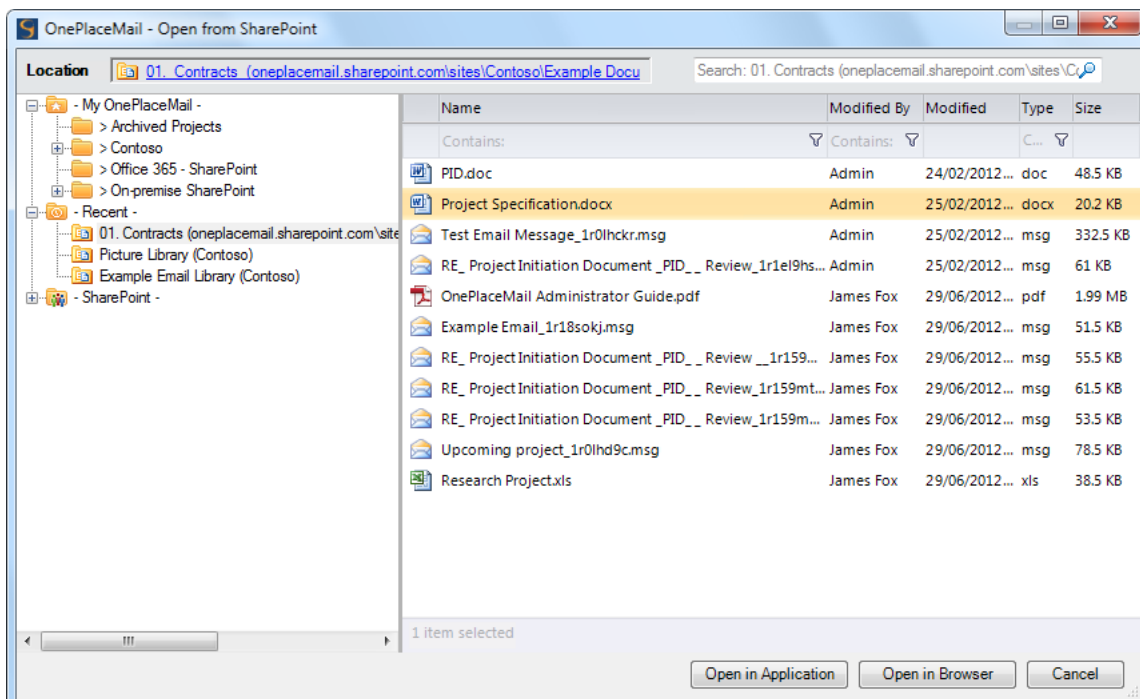 OnePlaceMail - Open from SharePoint
Location 01. Contracts (oneplacemail.sharepoint.com\sites\Contoso\Example Docu Search: 01. Contracts (oneplacemail.sharepoint.com\sites\Co
- My OnePlaceMail -
> Archived Projects
> Contoso
> Office 365 - SharePoint
> On-premise SharePoint
- Recent -
01. Contracts (oneplacemail.sharepoint.com\site
Picture Library (Contoso)
Example Email Library (Contoso)
- SharePoint -
Name Modified By Modified Type Size
Contains: Contains: C...
PID.doc Admin 24/02/2012... doc 48.5 KB
Project Specification.docx Admin 25/02/2012... docx 20.2 KB
Test Email Message_1r0lhckr.msg Admin 25/02/2012... msg 332.5 KB
RE_ Project Initiation Document _PID_ _ Review_1r1el9hs... Admin 25/02/2012... msg 61 KB
OnePlaceMail Administrator Guide.pdf James Fox 29/06/2012... pdf 1.99 MB
Example Email_1r18sokj.msg James Fox 29/06/2012... msg 51.5 KB
RE_ Project Initiation Document _PID_ _ Review __1r159... James Fox 29/06/2012... msg 55.5 KB
RE_ Project Initiation Document _PID_ _ Review_1r159mt... James Fox 29/06/2012... msg 61.5 KB
RE_ Project Initiation Document _PID_ _ Review_1r159m... James Fox 29/06/2012... msg 53.5 KB
Upcoming project_1r0lhd9c.msg James Fox 29/06/2012... msg 78.5 KB
Research Project.xls James Fox 29/06/2012... xls 38.5 KB
1 item selected
Open in Application Open in Browser Cancel